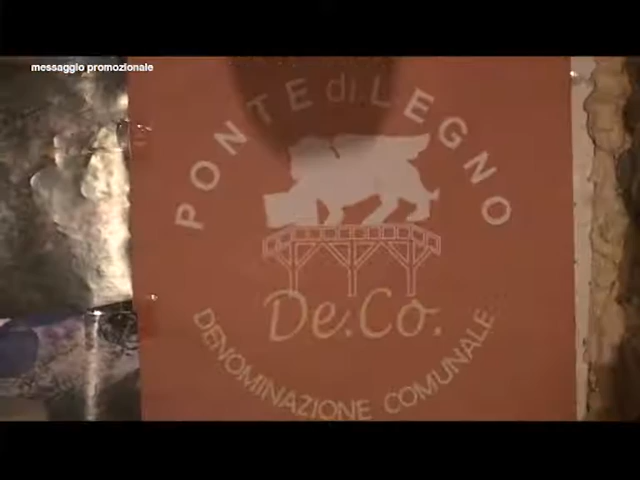 messaggio promozionale
PONTE di LEGNO
De.Co.
DENOMINAZIONE COMUNALE